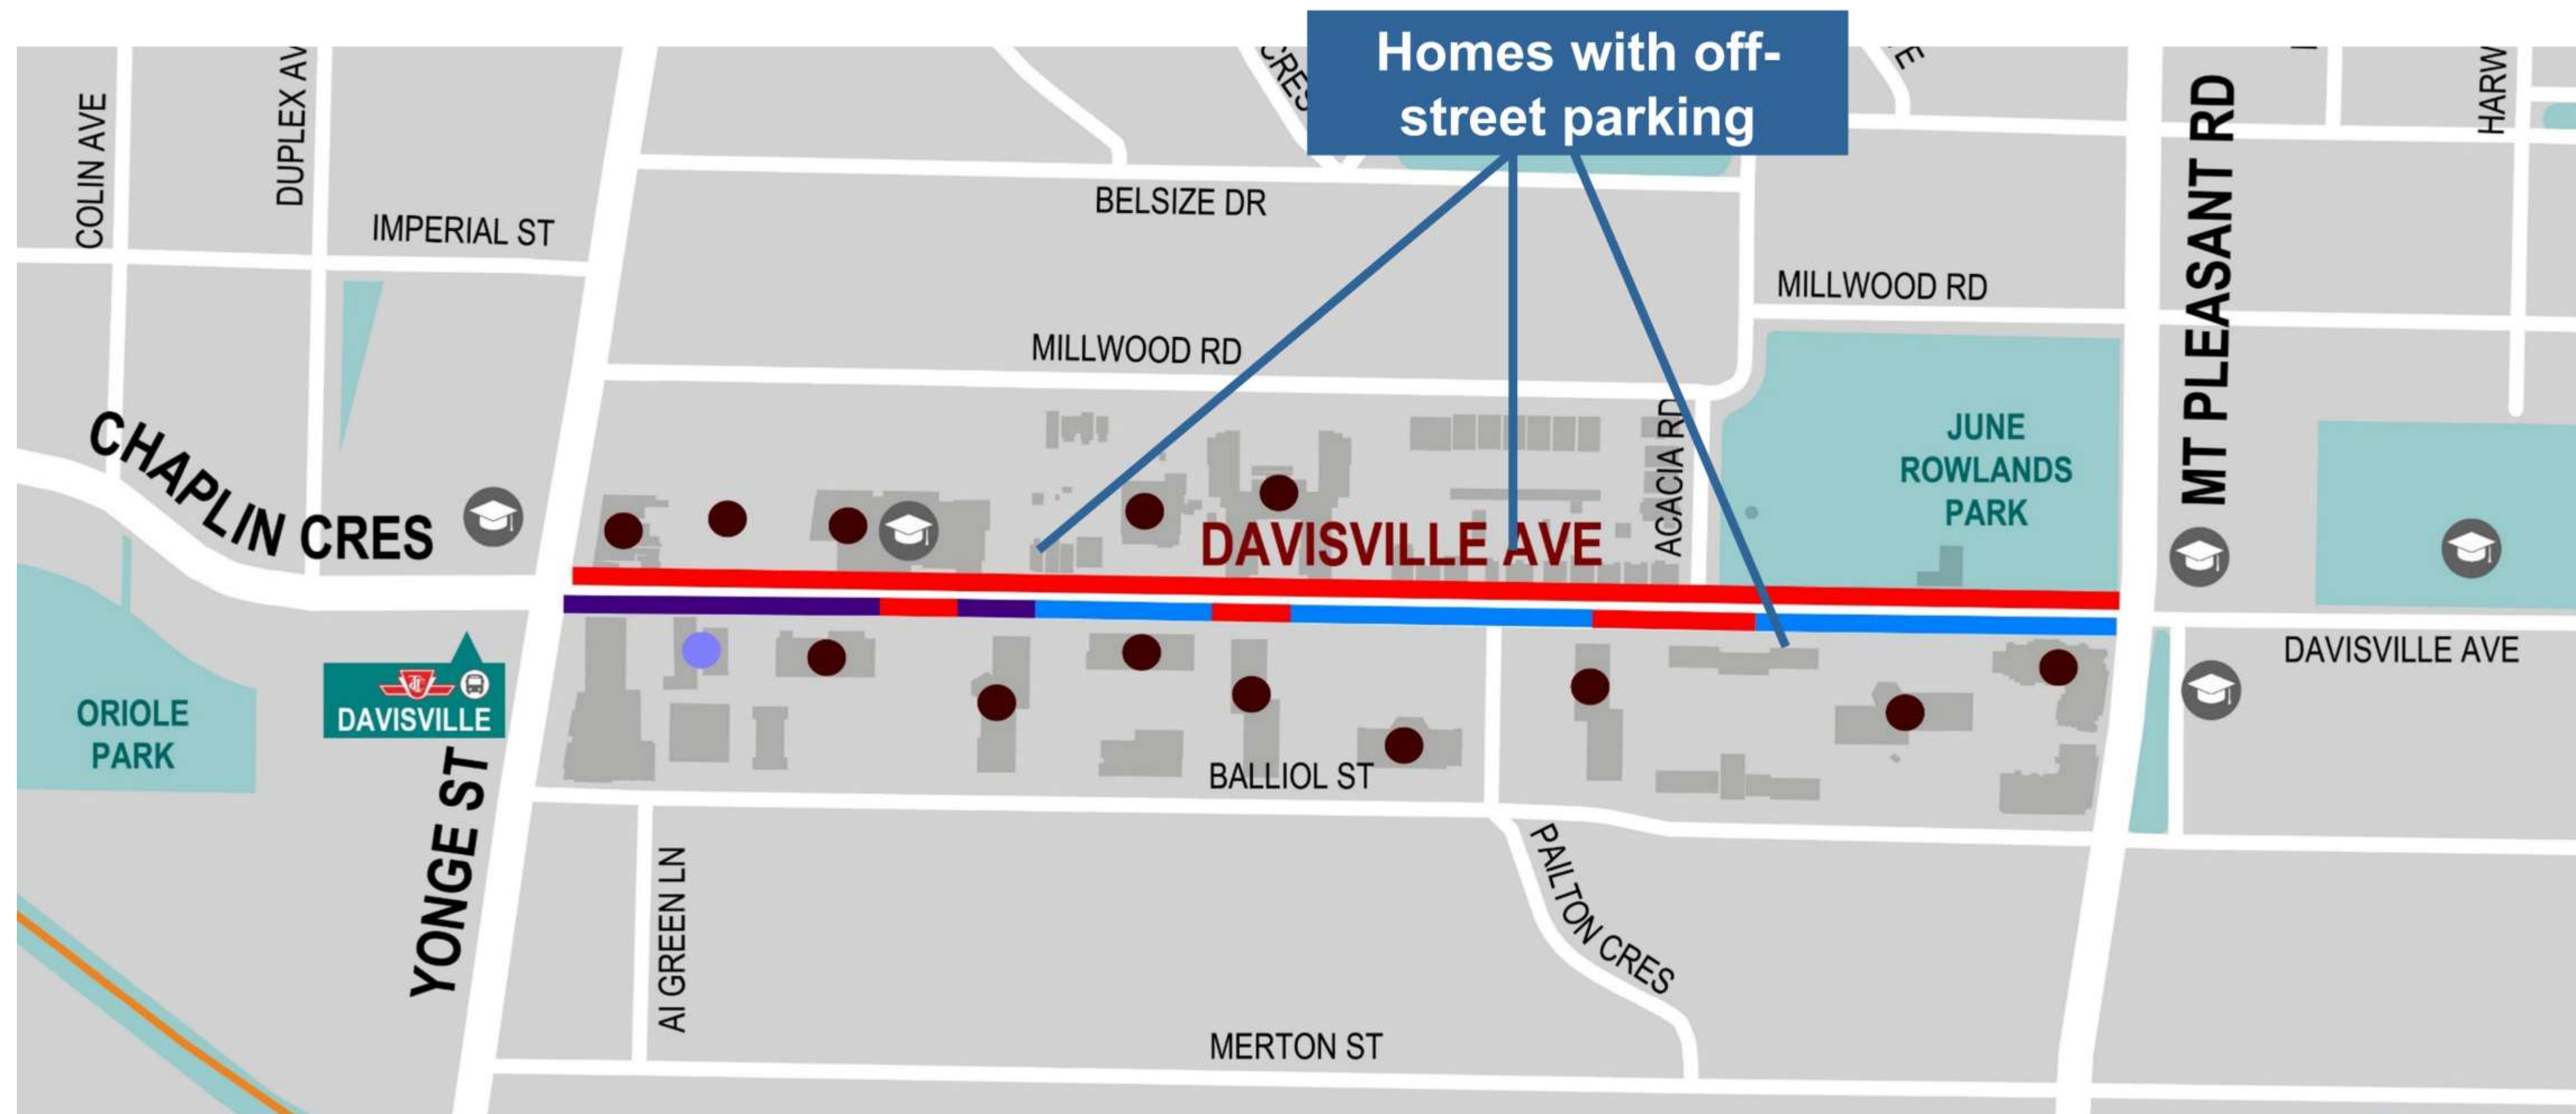 Homes with off-
street parking
COLIN AVE
DUPLEX AV
CRES
E
HARW
MT PLEASANT RD
IMPERIAL ST
BELSIZE DR
MILLWOOD RD
MILLWOOD RD
CHAPLIN CRES
ACACIA RD
JUNE
ROWLANDS
PARK
DAVISVILLE AVE
DAVISVILLE AVE
DAVISVILLE
ORIOLE
PARK
YONGE ST
BALLIOL ST
AI GREEN LN
PAILTON CRES
MERTON ST